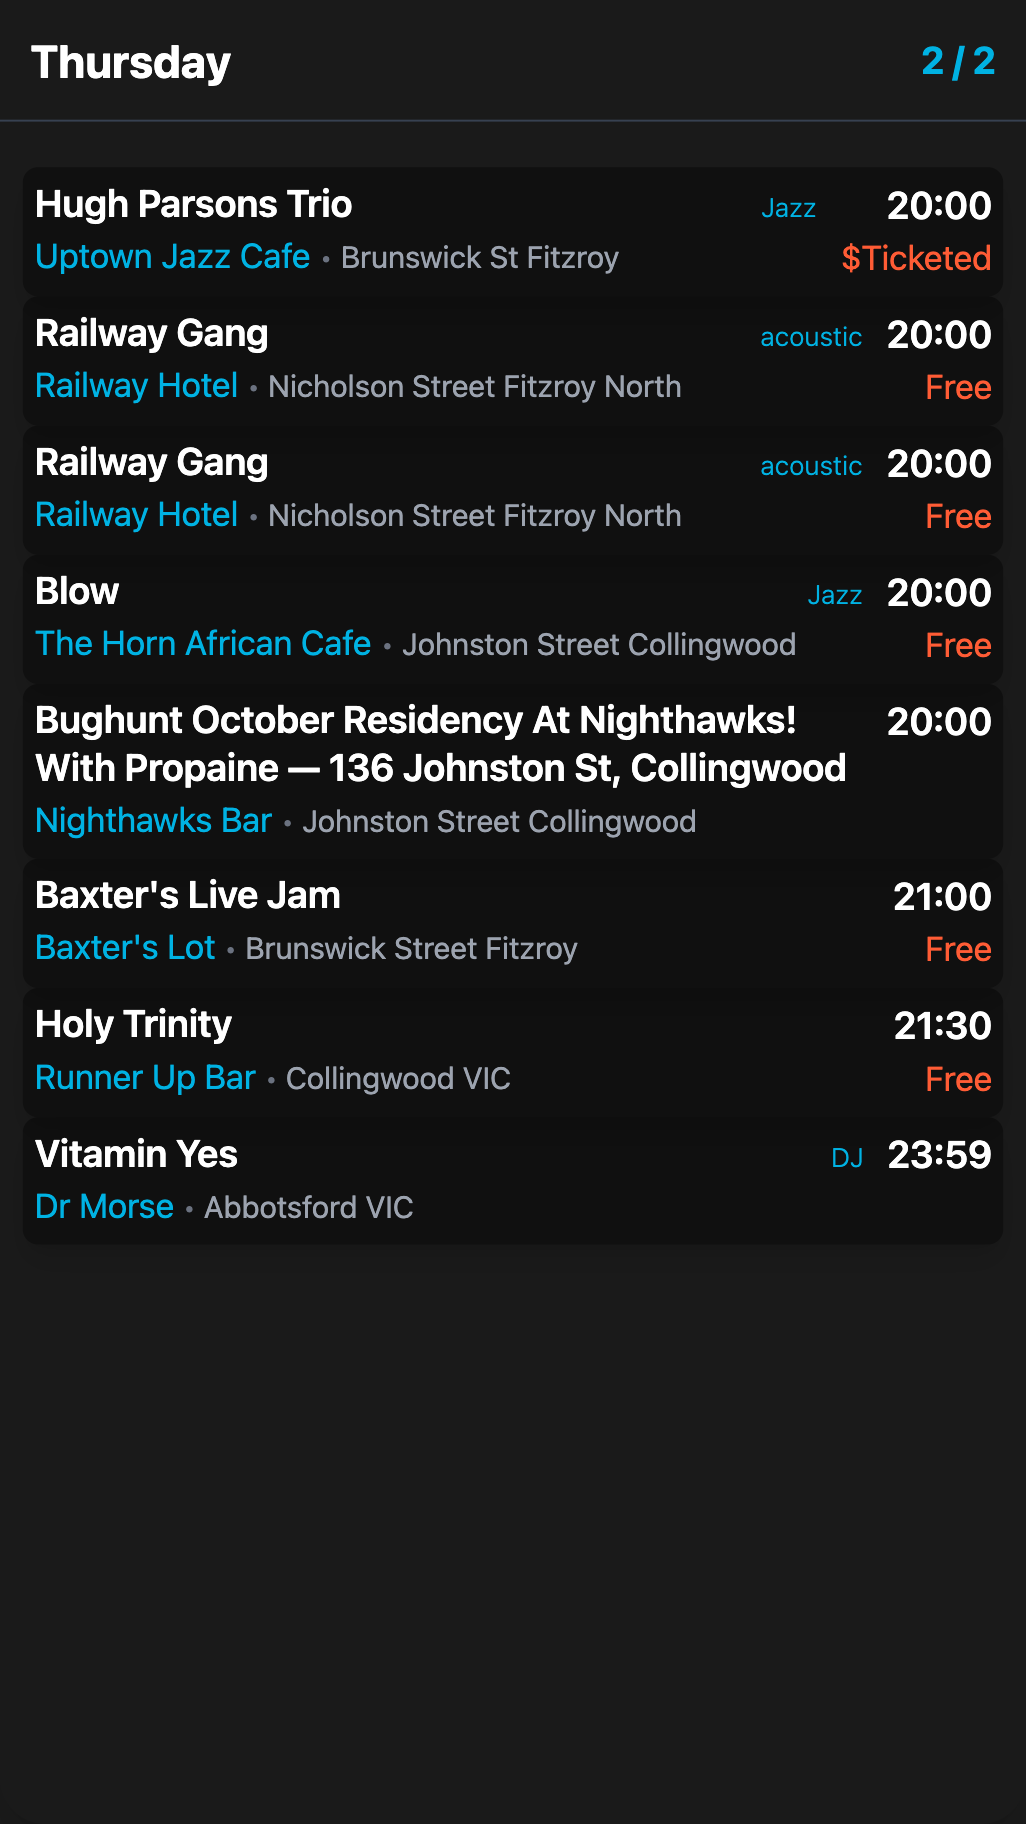 Thursday 2 / 2
Hugh Parsons Trio Jazz 20:00
Uptown Jazz Cafe • Brunswick St Fitzroy $Ticketed
Railway Gang acoustic 20:00
Railway Hotel • Nicholson Street Fitzroy North Free
Railway Gang acoustic 20:00
Railway Hotel • Nicholson Street Fitzroy North Free
Blow Jazz 20:00
The Horn African Cafe • Johnston Street Collingwood Free
Bughunt October Residency At Nighthawks! 20:00
With Propaine — 136 Johnston St, Collingwood
Nighthawks Bar • Johnston Street Collingwood
Baxter's Live Jam 21:00
Baxter's Lot • Brunswick Street Fitzroy Free
Holy Trinity 21:30
Runner Up Bar • Collingwood VIC Free
Vitamin Yes DJ 23:59
Dr Morse • Abbotsford VIC